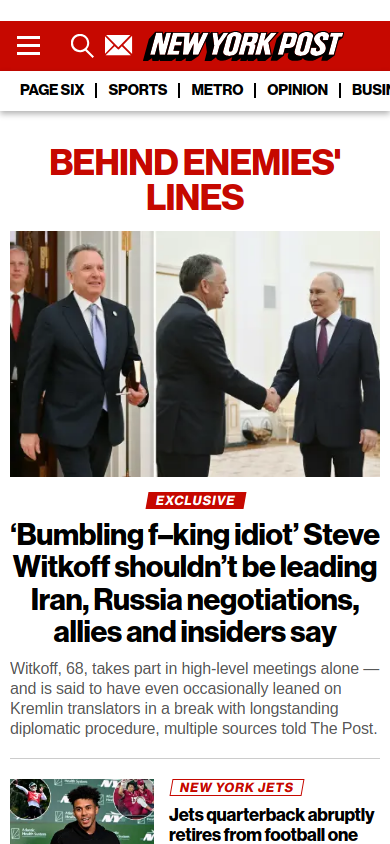 NEW YORK POST
PAGE SIX | SPORTS | METRO | OPINION | BUSIN
BEHIND ENEMIES'
LINES
EXCLUSIVE
‘Bumbling f–king idiot’ Steve
Witkoff shouldn’t be leading
Iran, Russia negotiations,
allies and insiders say
Witkoff, 68, takes part in high-level meetings alone —
and is said to have even occasionally leaned on
Kremlin translators in a break with longstanding
diplomatic procedure, multiple sources told The Post.
NEW YORK JETS
Jets quarterback abruptly
retires from football one